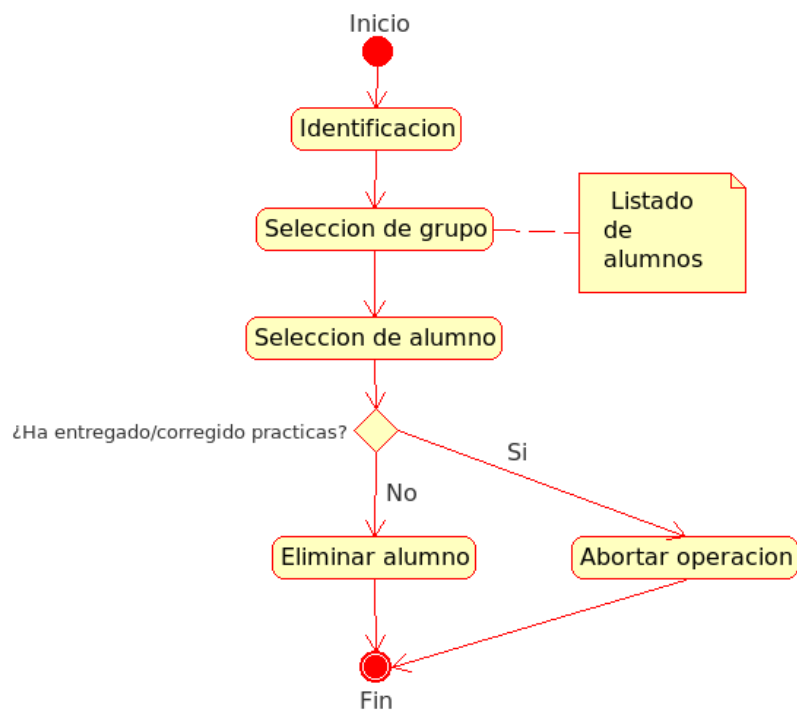 Inicio
Identificacion
Seleccion de grupo
Listado
de
alumnos
Seleccion de alumno
¿Ha entregado/corregido practicas?
Si
No
Eliminar alumno
Abortar operacion
Fin